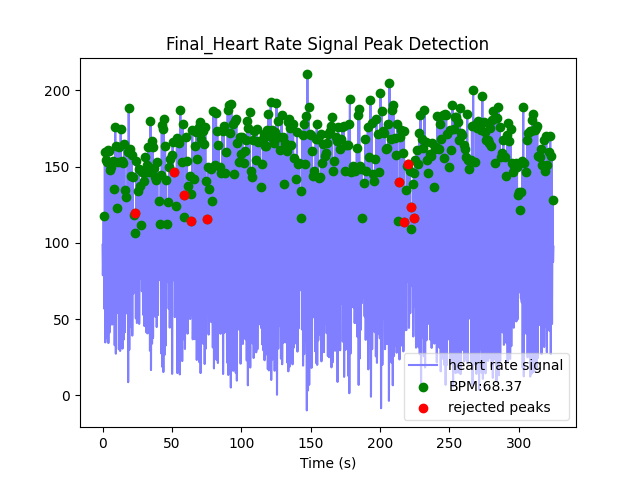 Final_Heart Rate Signal Peak Detection
200
150
100
50
0
heart rate signal
BPM:68.37
rejected peaks
0 50 100 150 200 250 300
Time (s)